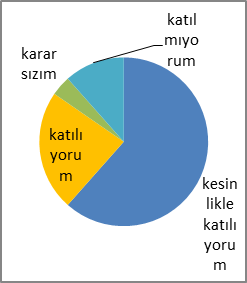 katıl
mıyo
rum
karar
sızım
katılı
yoru
m
kesin
likle
katılı
yoru
m